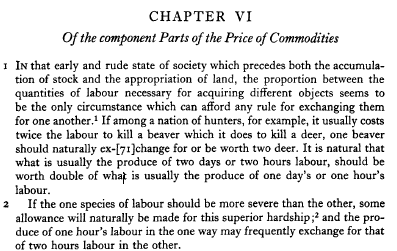 CHAPTER VI
Of the component Parts of the Price of Commodities
1 IN that early and rude state of society which precedes both the accumula-
tion of stock and the appropriation of land, the proportion between the
quantities of labour necessary for acquiring different objects seems to
be the only circumstance which can afford any rule for exchanging them
for one another.¹ If among a nation of hunters, for example, it usually costs
twice the labour to kill a beaver which it does to kill a deer, one beaver
should naturally ex-[71]change for or be worth two deer. It is natural that
what is usually the produce of two days or two hours labour, should be
worth double of what is usually the produce of one day's or one hour's
labour.
2 If the one species of labour should be more severe than the other, some
allowance will naturally be made for this superior hardship;² and the pro-
duce of one hour's labour in the one way may frequently exchange for that
of two hours labour in the other.